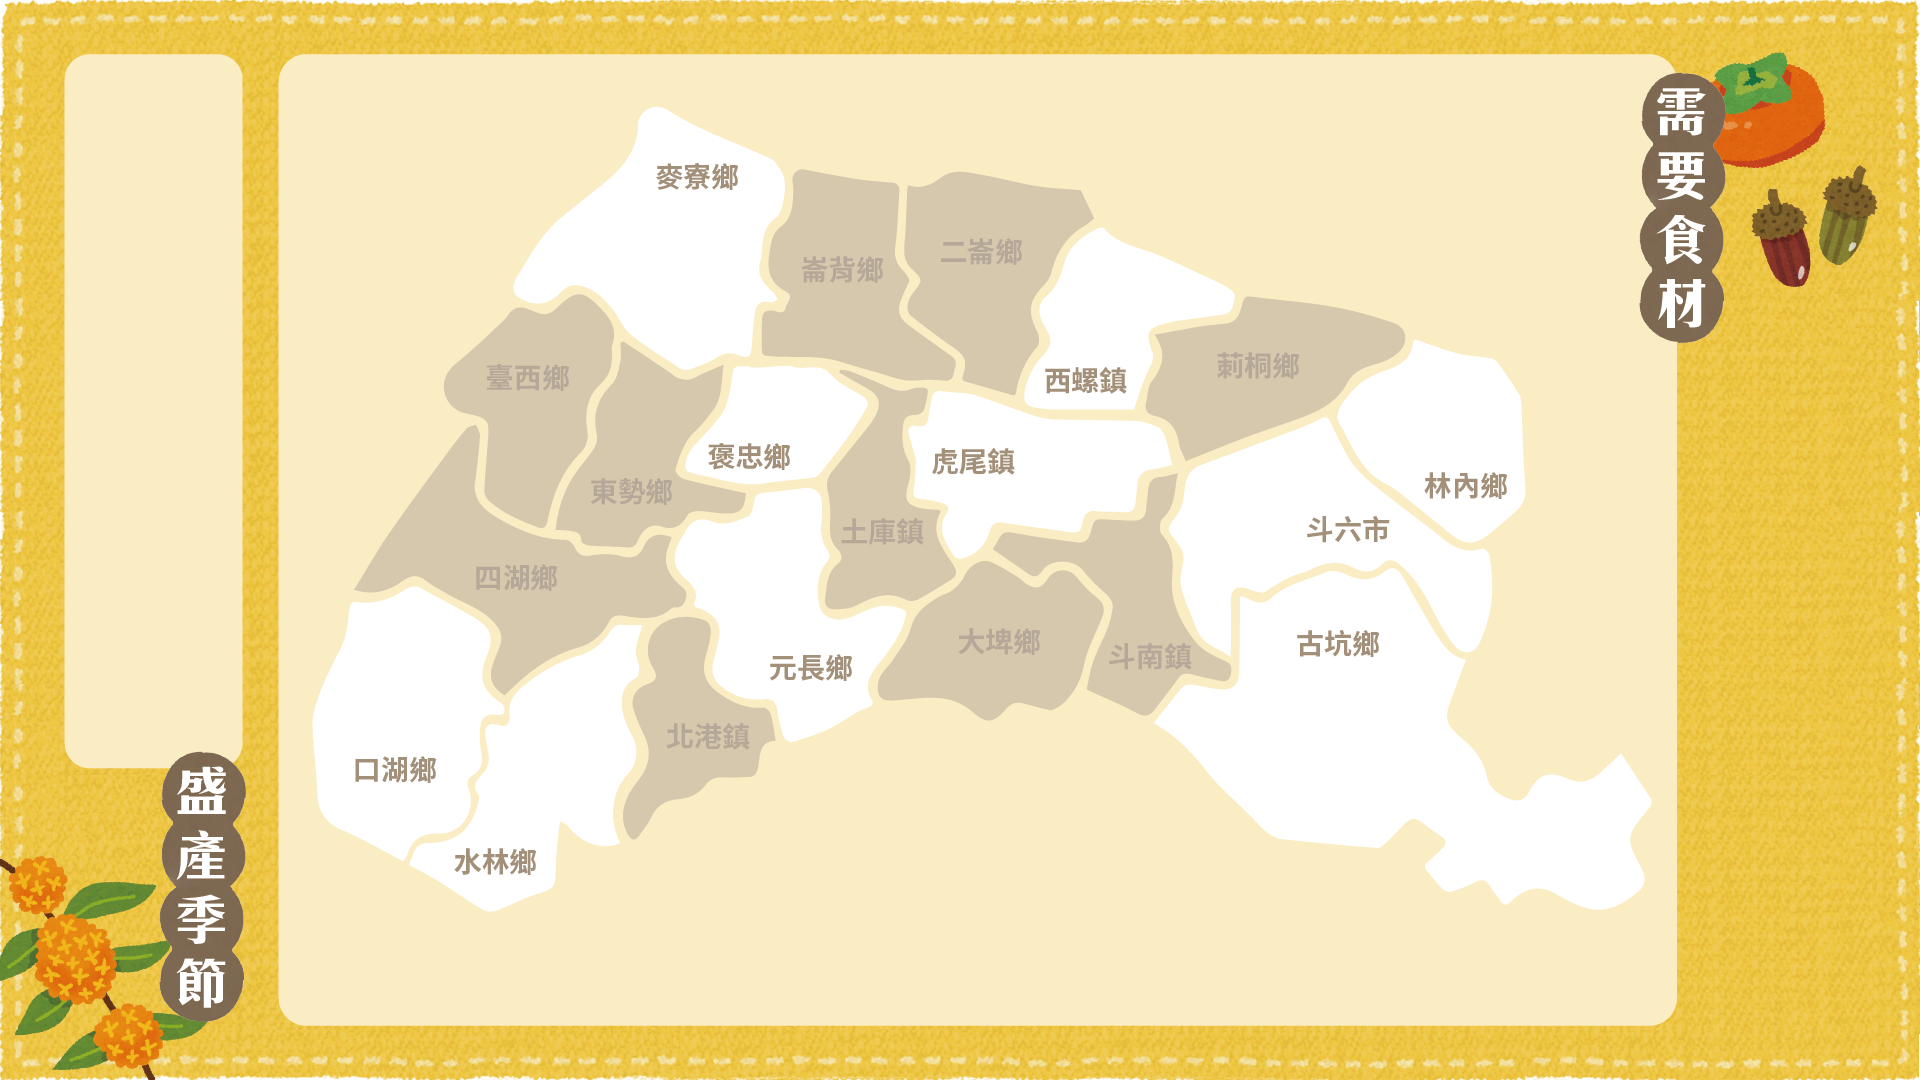 需要食材
麥寮鄉
二崙鄉
崙背鄉
莿桐鄉
臺西鄉
西螺鎮
褒忠鄉
虎尾鎮
林內鄉
東勢鄉
土庫鎮
斗六市
四湖鄉
大埤鄉
古坑鄉
斗南鎮
元長鄉
北港鎮
口湖鄉
水林鄉
盛產季節